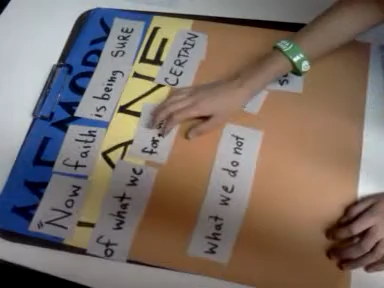 MEMORY
LANE
"Now faith is being SURE
of what we for,
CERTAIN
what we do not